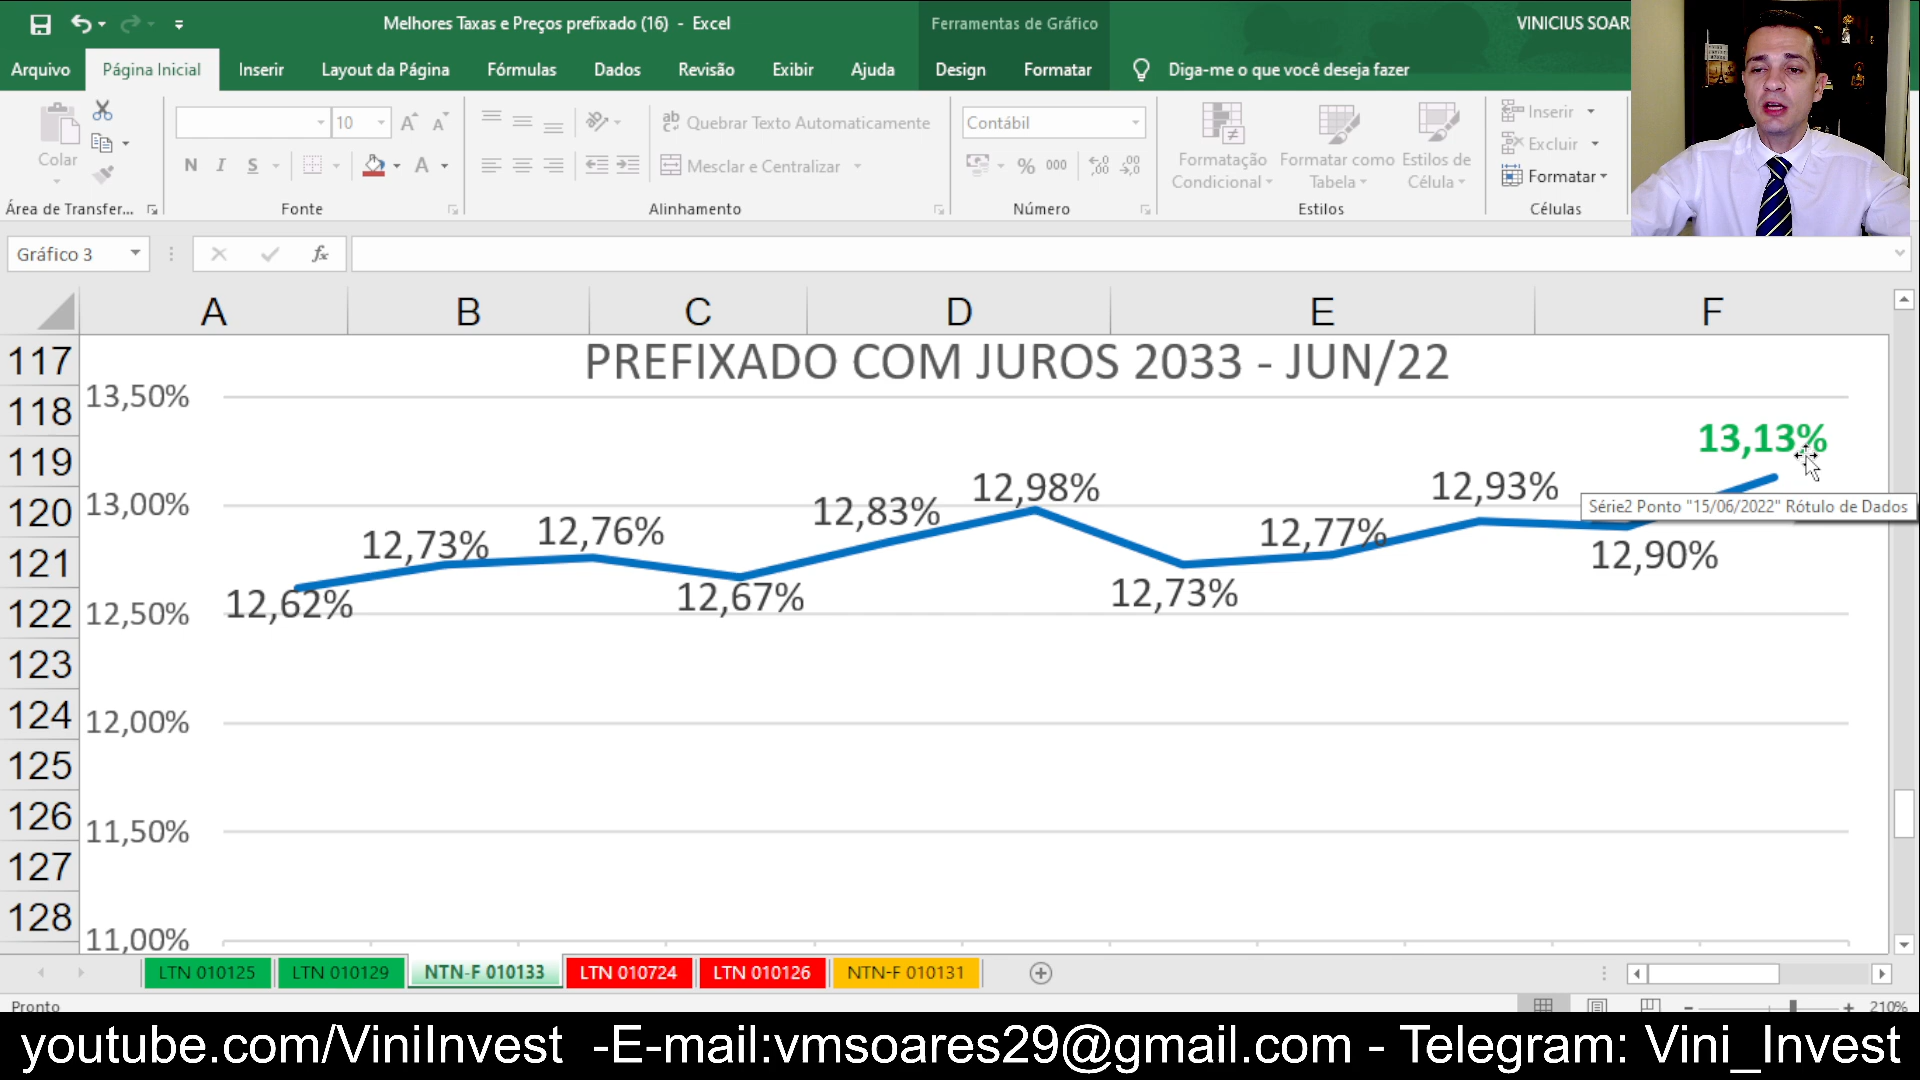 Melhores Taxas e Preços prefixado (16) - Excel
Ferramentas de Gráfico
VINICIUS SOAR
Arquivo Página Inicial Inserir Layout da Página Fórmulas Dados Revisão Exibir Ajuda Design Formatar Diga-me o que você deseja fazer
Colar
10
Quebrar Texto Automaticamente
Contábil
Formatação Condicional
Formatar como Tabela
Estilos de Célula
Inserir
Excluir
Formatar
N I S
Mesclar e Centralizar
% 000
Área de Transfer... Fonte Alinhamento Número Estilos Células
Gráfico 3
fx
A B C D E F
117
118
119
120
121
122
123
124
125
126
127
128
PREFIXADO COM JUROS 2033 - JUN/22
13,50%
13,00%
12,50%
12,00%
11,50%
11,00%
12,62%
12,73%
12,76%
12,67%
12,83%
12,98%
12,73%
12,77%
12,93%
12,90%
13,13%
Série2 Ponto "15/06/2022" Rótulo de Dados
LTN 010125 LTN 010129 NTN-F 010133 LTN 010724 LTN 010126 NTN-F 010131
Pronto
210%
youtube.com/ViniInvest -E-mail:vmsoares29@gmail.com - Telegram: Vini_Invest